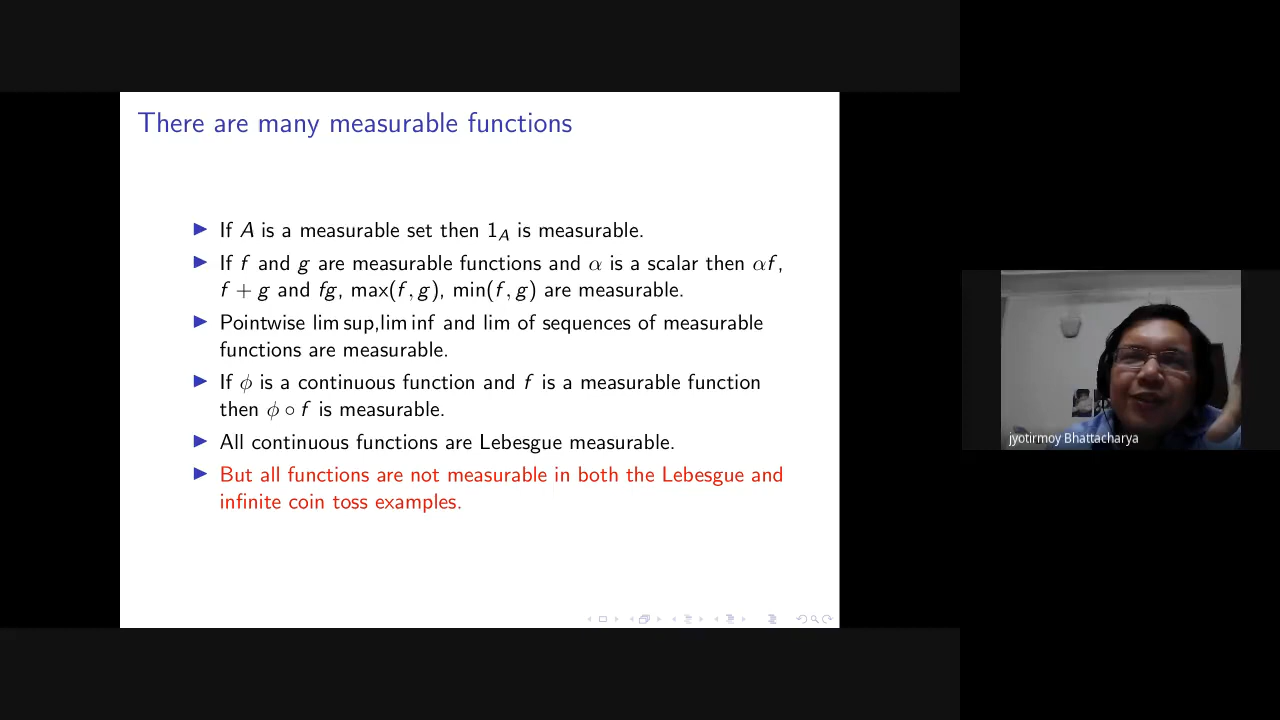 There are many measurable functions
▶ If A is a measurable set then 1_A is measurable.
▶ If f and g are measurable functions and α is a scalar then αf,
f + g and fg, max(f, g), min(f, g) are measurable.
▶ Pointwise lim sup,lim inf and lim of sequences of measurable
functions are measurable.
▶ If ϕ is a continuous function and f is a measurable function
then ϕ ∘ f is measurable.
▶ All continuous functions are Lebesgue measurable.
▶ But all functions are not measurable in both the Lebesgue and
infinite coin toss examples.
jyotirmoy Bhattacharya